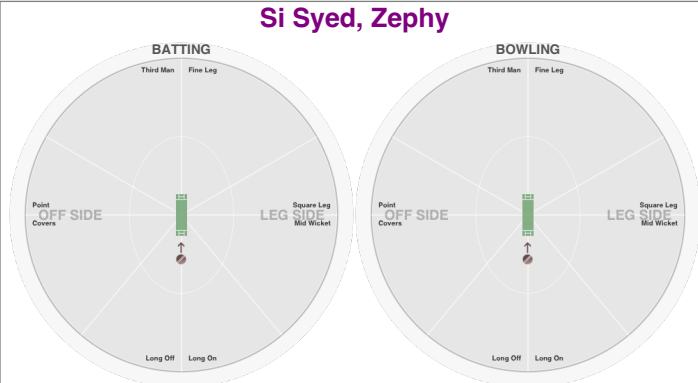 Si Syed, Zephy
BATTING
Third Man
Fine Leg
Point
OFF SIDE
Covers
Square Leg
LEG SIDE
Mid Wicket
Long Off
Long On
BOWLING
Third Man
Fine Leg
Point
OFF SIDE
Covers
Square Leg
LEG SIDE
Mid Wicket
Long Off
Long On